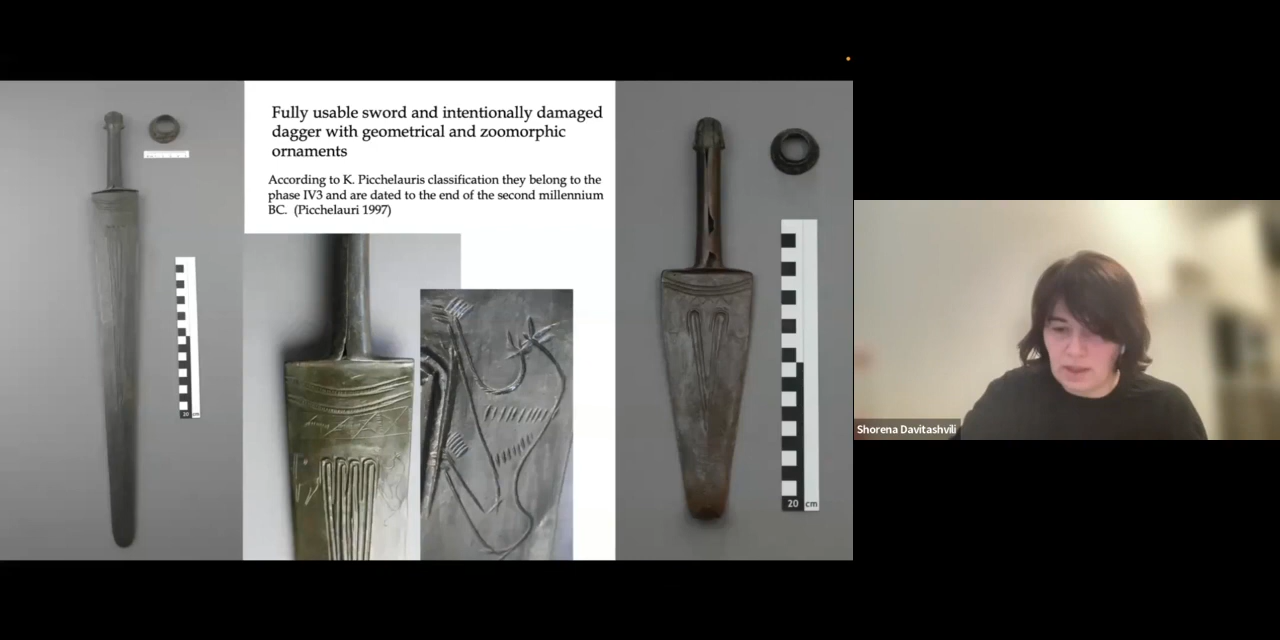 Fully usable sword and intentionally damaged
dagger with geometrical and zoomorphic
ornaments
According to K. Picchelauris classification they belong to the
phase IV3 and are dated to the end of the second millennium
BC. (Picchelauri 1997)
20 cm
20 cm
Shorena Davitashvili